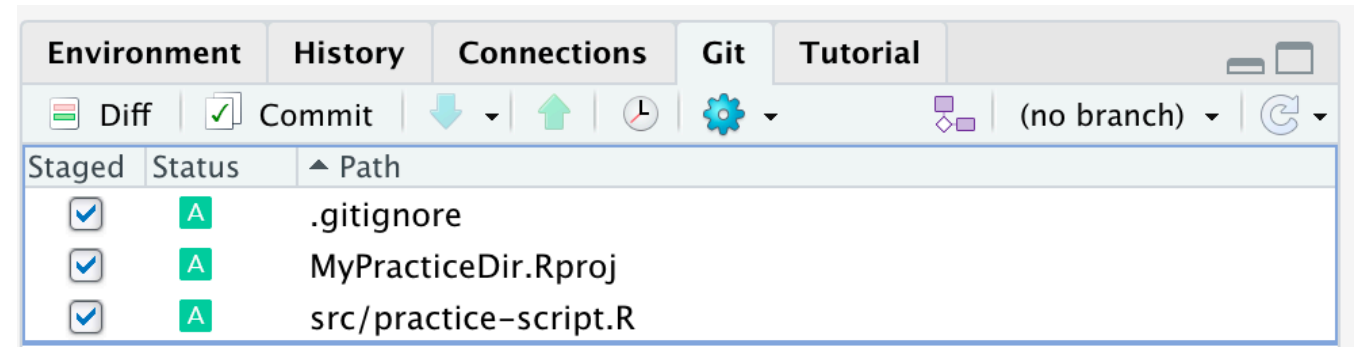 Environment History Connections Git Tutorial
Diff Commit (no branch)
Staged Status Path
A .gitignore
A MyPracticeDir.Rproj
A src/practice-script.R